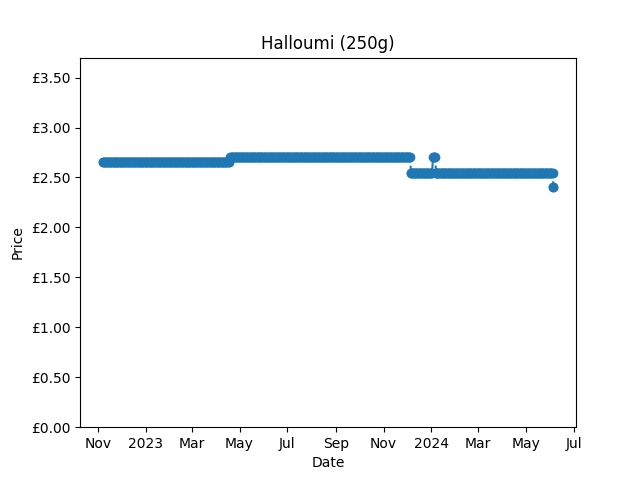 Halloumi (250g)
£3.50
£3.00
£2.50
£2.00
£1.50
£1.00
£0.50
£0.00
Price
Nov 2023 Mar May Jul Sep Nov 2024 Mar May Jul
Date